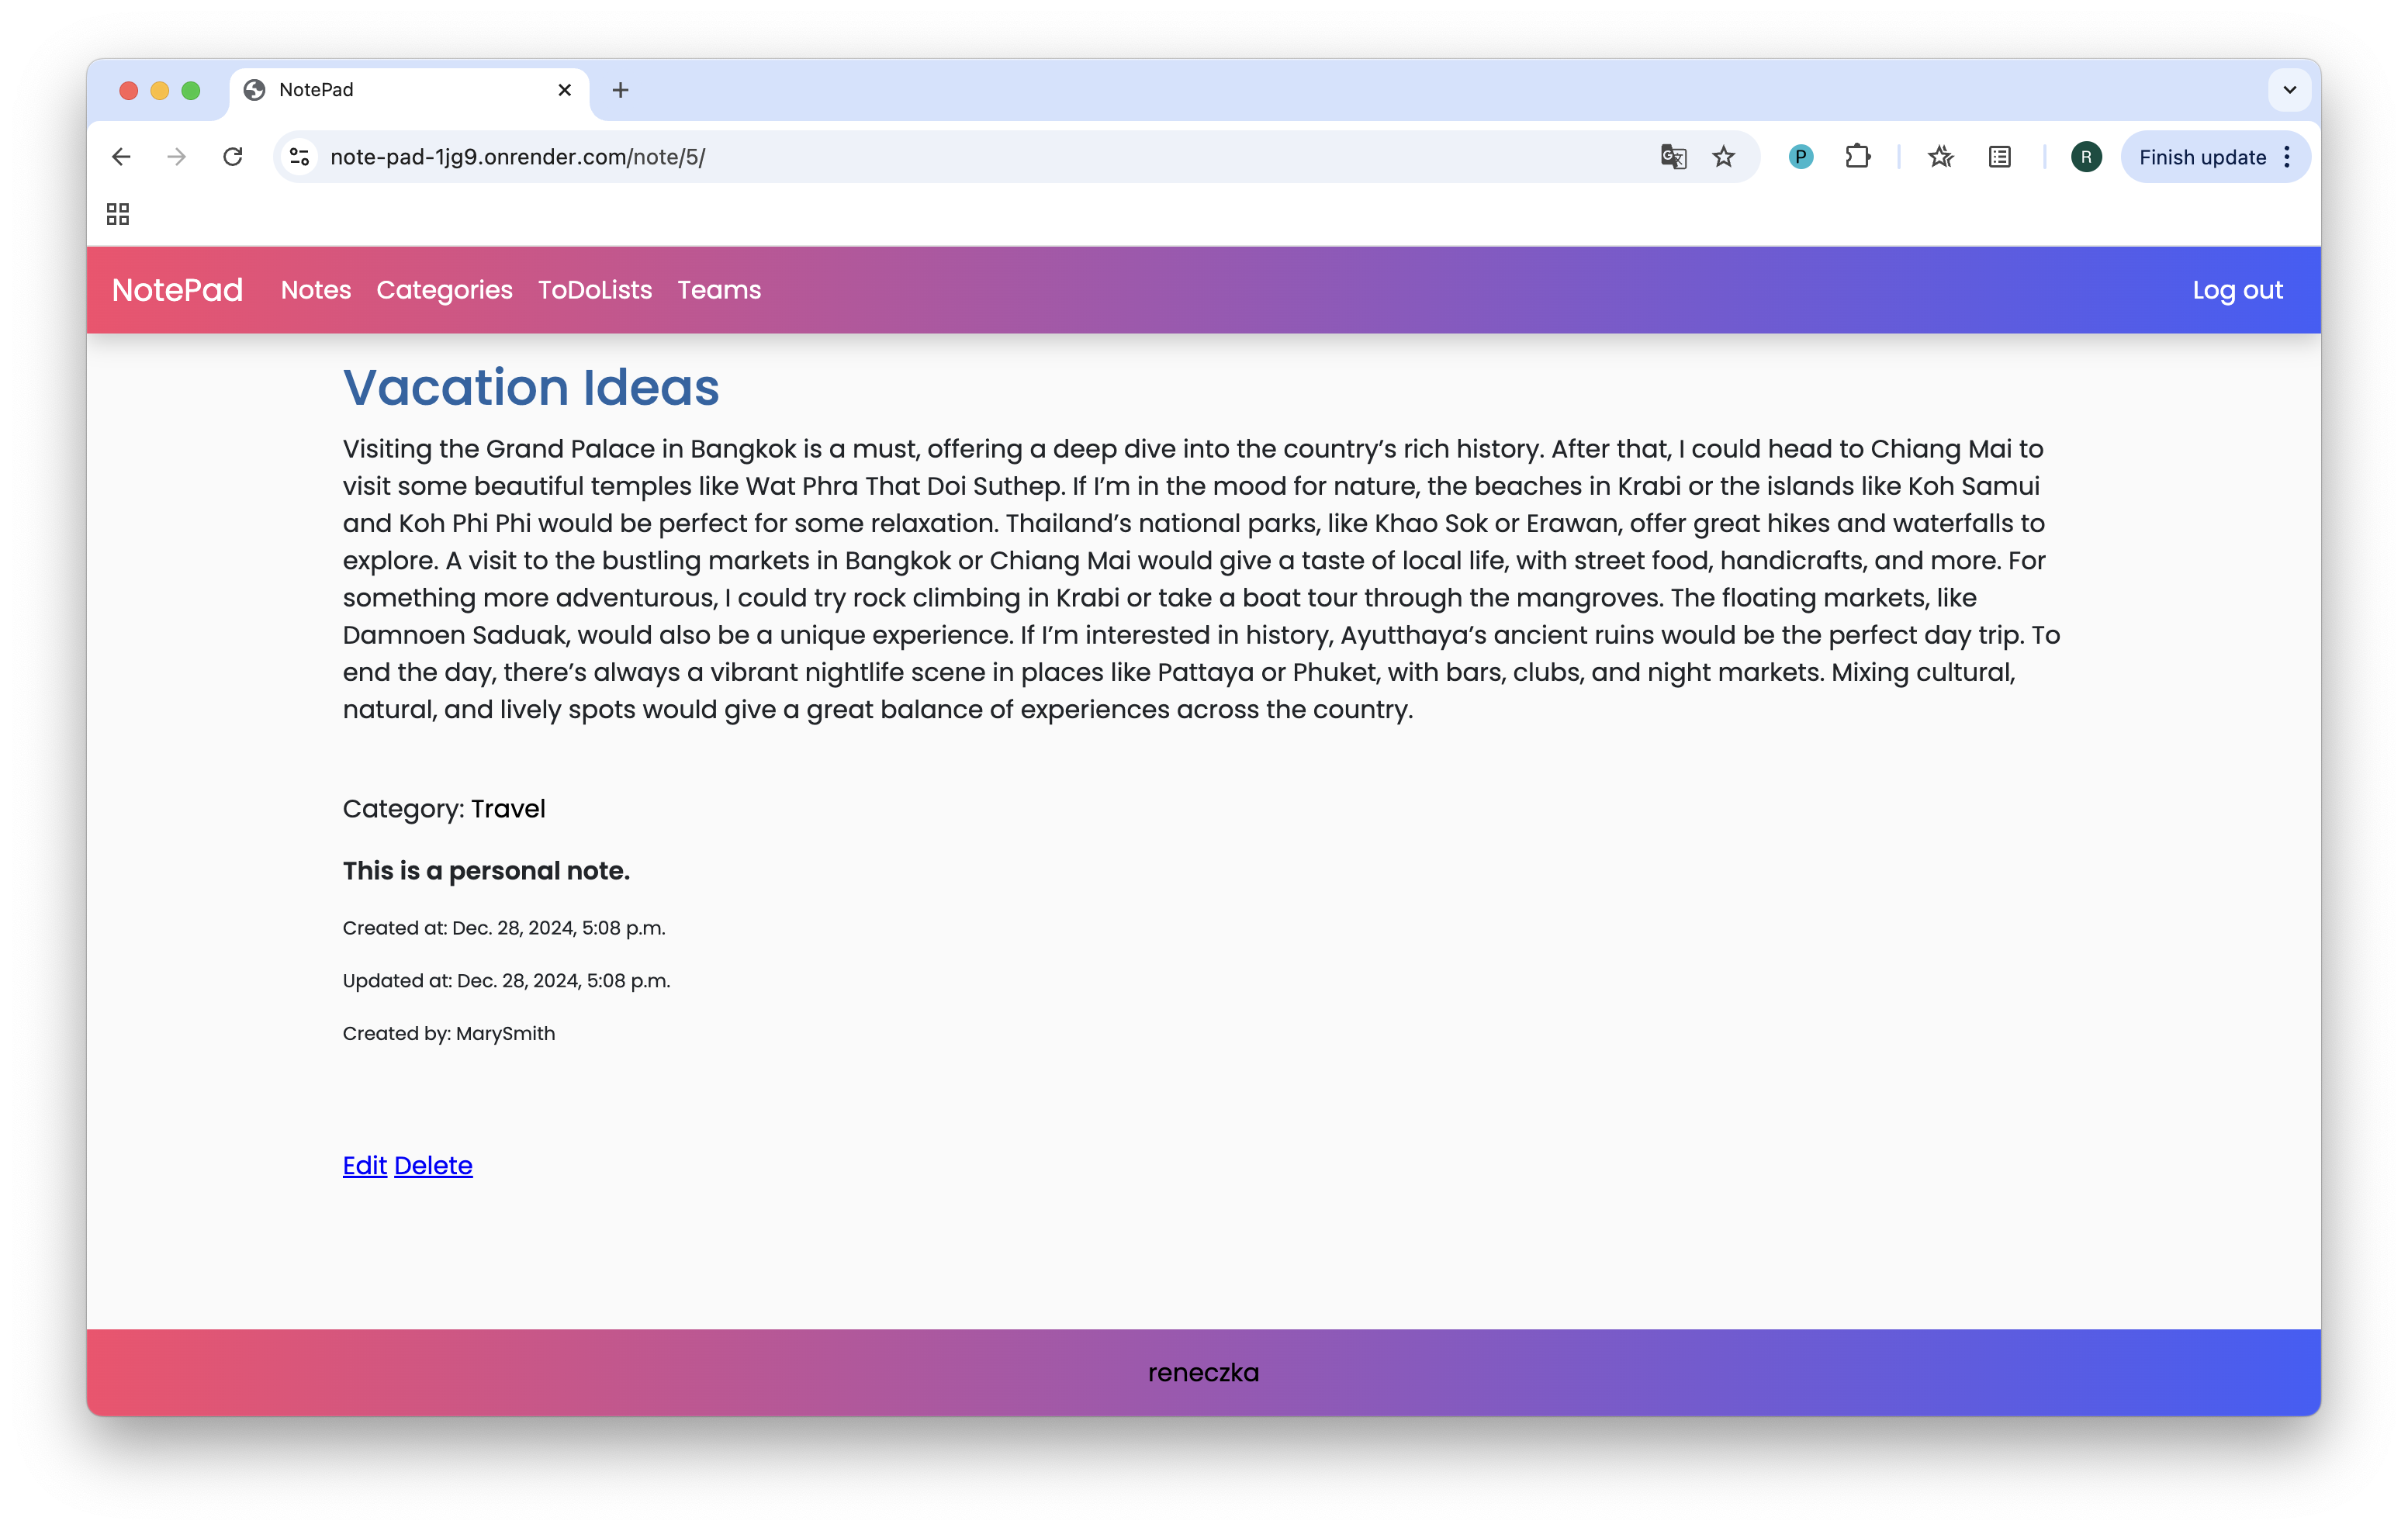 NotePad
note-pad-1jg9.onrender.com/note/5/
P
R
Finish update
NotePad Notes Categories ToDoLists Teams Log out
Vacation Ideas
Visiting the Grand Palace in Bangkok is a must, offering a deep dive into the country’s rich history. After that, I could head to Chiang Mai to
visit some beautiful temples like Wat Phra That Doi Suthep. If I’m in the mood for nature, the beaches in Krabi or the islands like Koh Samui
and Koh Phi Phi would be perfect for some relaxation. Thailand’s national parks, like Khao Sok or Erawan, offer great hikes and waterfalls to
explore. A visit to the bustling markets in Bangkok or Chiang Mai would give a taste of local life, with street food, handicrafts, and more. For
something more adventurous, I could try rock climbing in Krabi or take a boat tour through the mangroves. The floating markets, like
Damnoen Saduak, would also be a unique experience. If I’m interested in history, Ayutthaya’s ancient ruins would be the perfect day trip. To
end the day, there’s always a vibrant nightlife scene in places like Pattaya or Phuket, with bars, clubs, and night markets. Mixing cultural,
natural, and lively spots would give a great balance of experiences across the country.
Category: Travel
This is a personal note.
Created at: Dec. 28, 2024, 5:08 p.m.
Updated at: Dec. 28, 2024, 5:08 p.m.
Created by: MarySmith
Edit Delete
reneczka